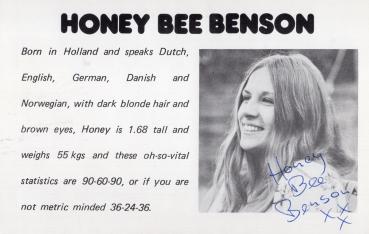 HONEY BEE BENSON
Born in Holland and speaks Dutch,
English, German, Danish and
Norwegian, with dark blonde hair and
brown eyes, Honey is 1.68 tall and
weighs 55 kgs and these oh-so-vital
statistics are 90-60-90, or if you are
not metric minded 36-24-36.
Honey
Bee
Benson
xx
x